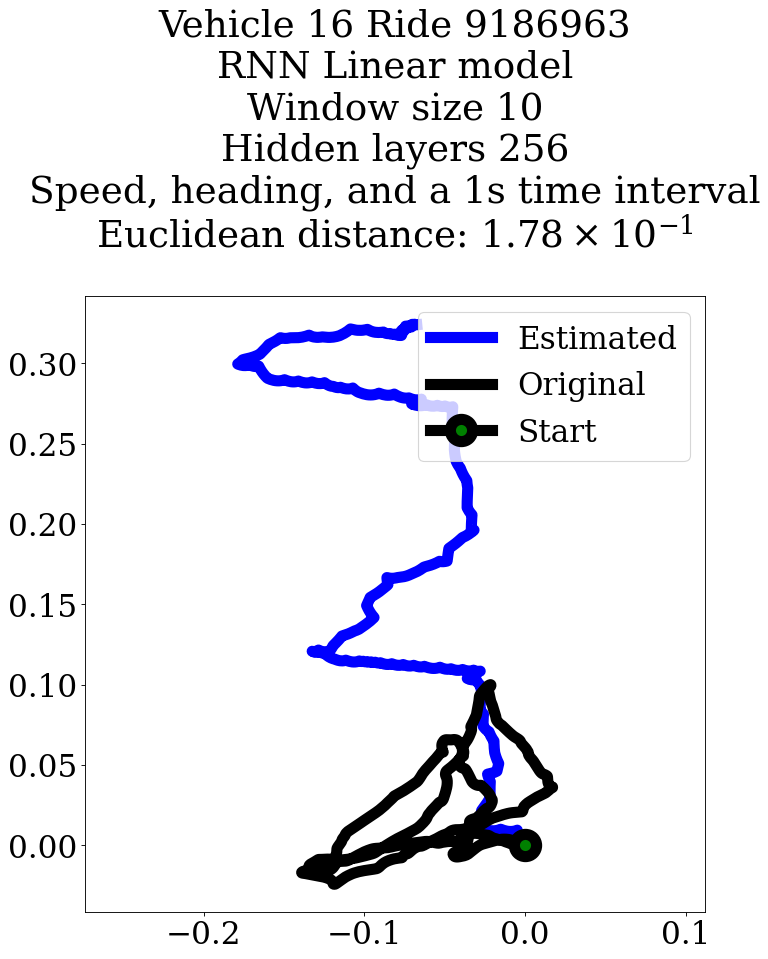 Vehicle 16 Ride 9186963
RNN Linear model
Window size 10
Hidden layers 256
Speed, heading, and a 1s time interval
Euclidean distance: 1.78 × 10⁻¹
Estimated
Original
Start
0.30
0.25
0.20
0.15
0.10
0.05
0.00
−0.2
−0.1
0.0
0.1